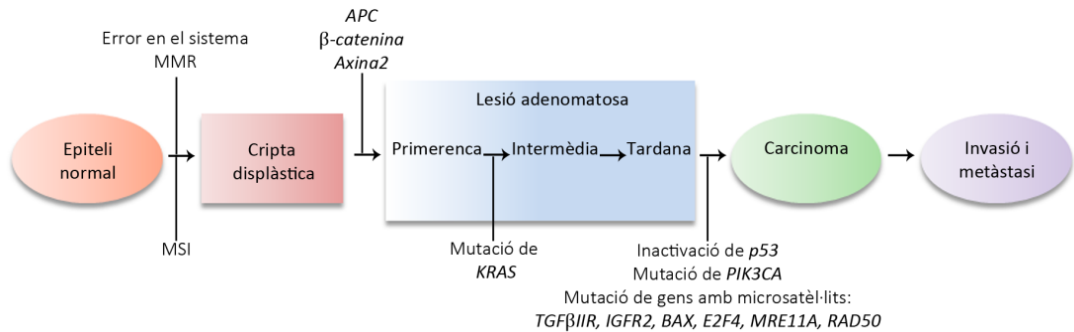 Error en el sistema
MMR
APC
β-catenina
Axina2
Lesió adenomatosa
Epiteli
normal
Cripta
displàstica
Primerenca
Intermèdia
Tardana
Carcinoma
Invasió i
metàstasi
MSI
Mutació de
KRAS
Inactivació de p53
Mutació de PIK3CA
Mutació de gens amb microsatèl·lits:
TGFβIIR, IGFR2, BAX, E2F4, MRE11A, RAD50